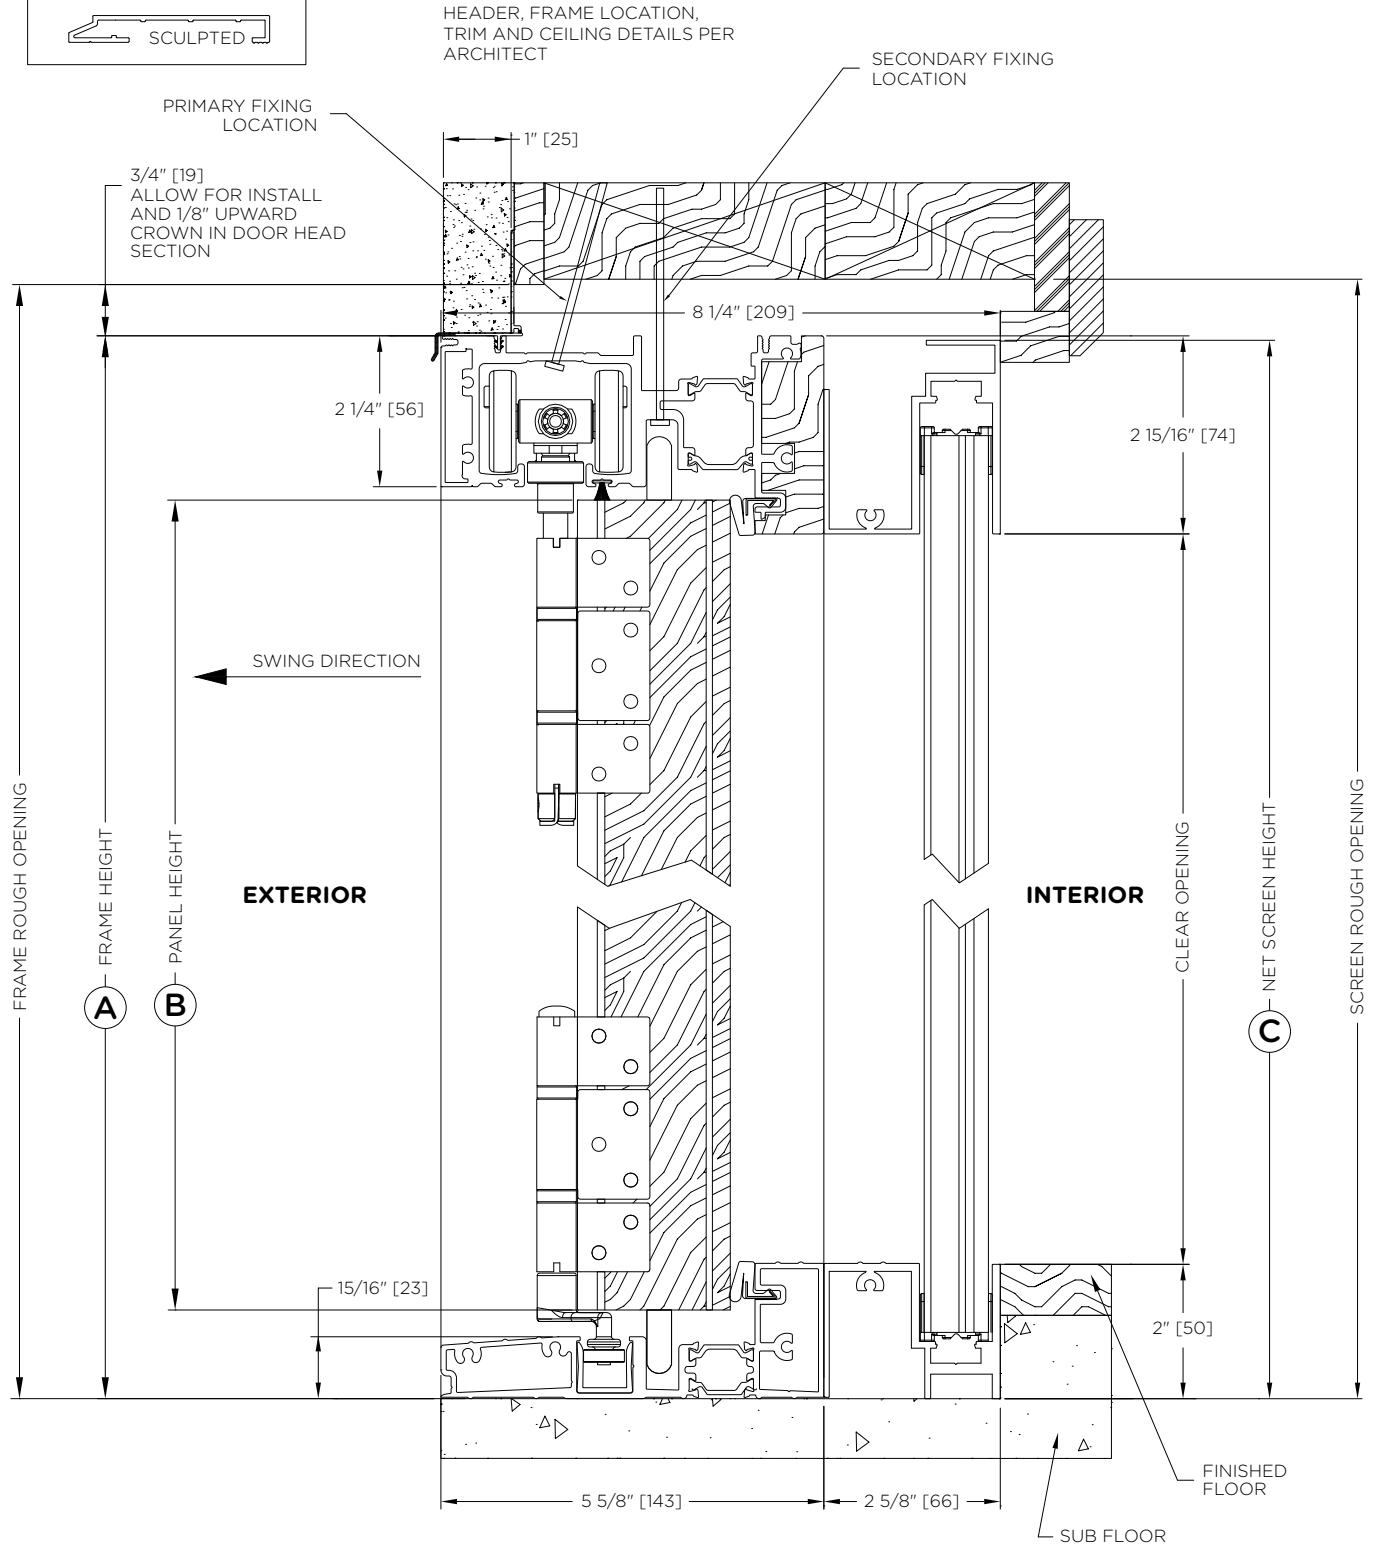 SCULPTED
HEADER, FRAME LOCATION,
TRIM AND CEILING DETAILS PER
ARCHITECT
SECONDARY FIXING
LOCATION
PRIMARY FIXING
LOCATION
1" [25]
3/4" [19]
ALLOW FOR INSTALL
AND 1/8" UPWARD
CROWN IN DOOR HEAD
SECTION
8 1/4" [209]
2 1/4" [56]
2 15/16" [74]
SWING DIRECTION
FRAME ROUGH OPENING
FRAME HEIGHT
A
PANEL HEIGHT
B
EXTERIOR
INTERIOR
CLEAR OPENING
NET SCREEN HEIGHT
C
SCREEN ROUGH OPENING
15/16" [23]
2" [50]
5 5/8" [143]
2 5/8" [66]
FINISHED
FLOOR
SUB FLOOR